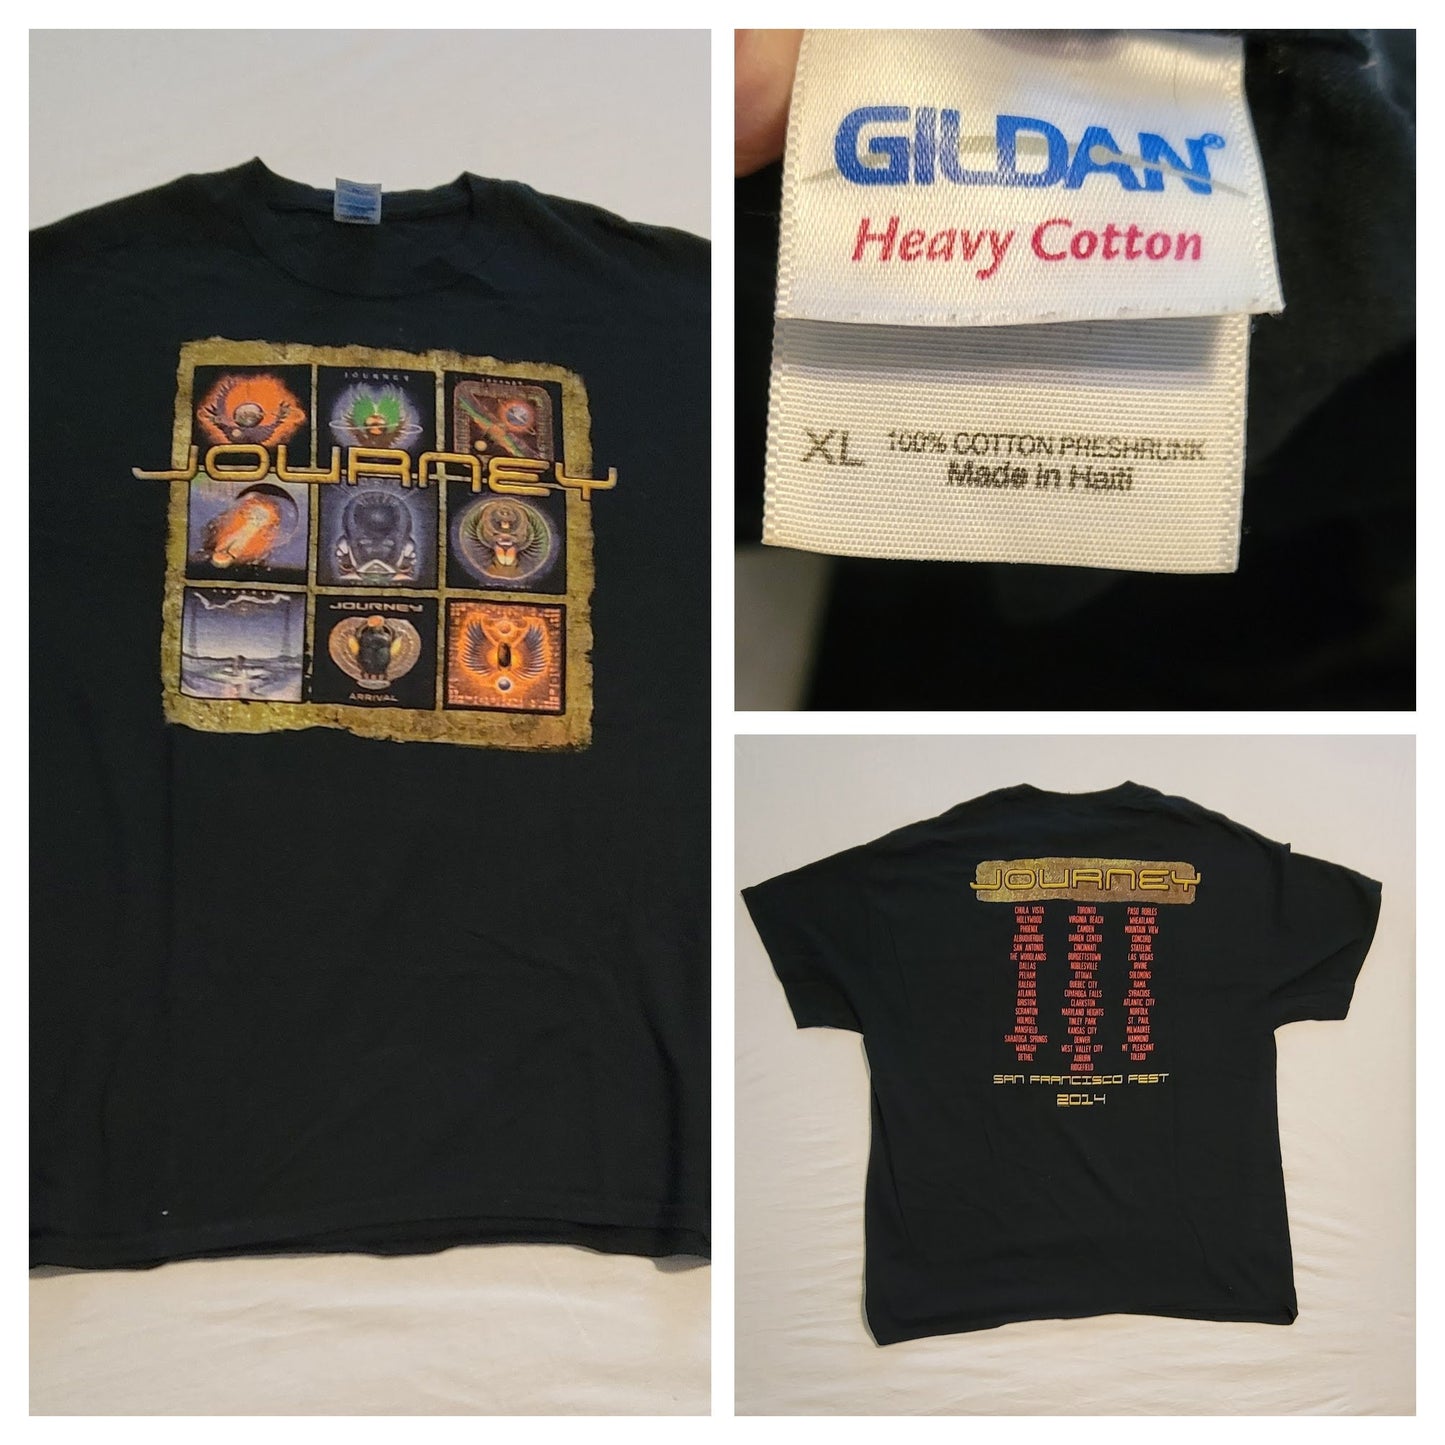 JOURNEY
JOURNEY
JOURNEY
JOURNEY
JOURNEY
ARRIVAL
GILDAN®
Heavy Cotton
XL 100% COTTON PRESHRUNK
Made in Haiti
JOURNEY
CHULA VISTA
HOLLYWOOD
PHOENIX
ALBUQUERQUE
SAN ANTONIO
THE WOODLANDS
DALLAS
PELHAM
RALEIGH
ATLANTA
BRISTOW
SCRANTON
HOLMDEL
MANSFIELD
SARATOGA SPRINGS
WANTAGH
BETHEL
TORONTO
VIRGINIA BEACH
CAMDEN
DARIEN CENTER
CINCINNATI
BURGETTSTOWN
NOBLESVILLE
OTTAWA
QUEBEC CITY
CUYAHOGA FALLS
CLARKSTON
MARYLAND HEIGHTS
TINLEY PARK
KANSAS CITY
DENVER
WEST VALLEY CITY
AUBURN
RIDGEFIELD
PASO ROBLES
WHEATLAND
MOUNTAIN VIEW
CONCORD
STATELINE
LAS VEGAS
IRVINE
SOLOMONS
RAMA
SYRACUSE
ATLANTIC CITY
NORFOLK
ST. PAUL
MILWAUKEE
HAMMOND
MT. PLEASANT
TOLEDO
SAN FRANCISCO FEST
2014